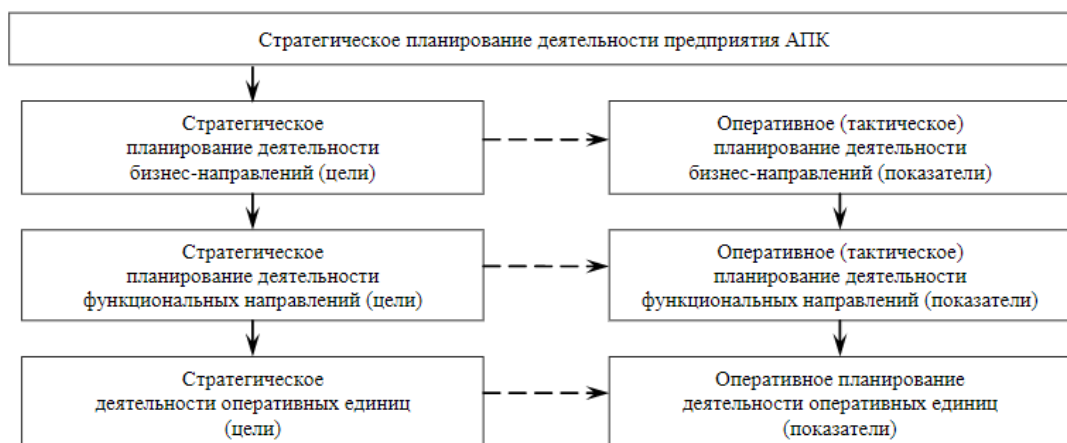 Стратегическое планирование деятельности предприятия АПК
Стратегическое
планирование деятельности
бизнес-направлений (цели)
Оперативное (тактическое)
планирование деятельности
бизнес-направлений (показатели)
Стратегическое
планирование деятельности
функциональных направлений (цели)
Оперативное (тактическое)
планирование деятельности
функциональных направлений (показатели)
Стратегическое
деятельности оперативных единиц
(цели)
Оперативное планирование
деятельности оперативных единиц
(показатели)